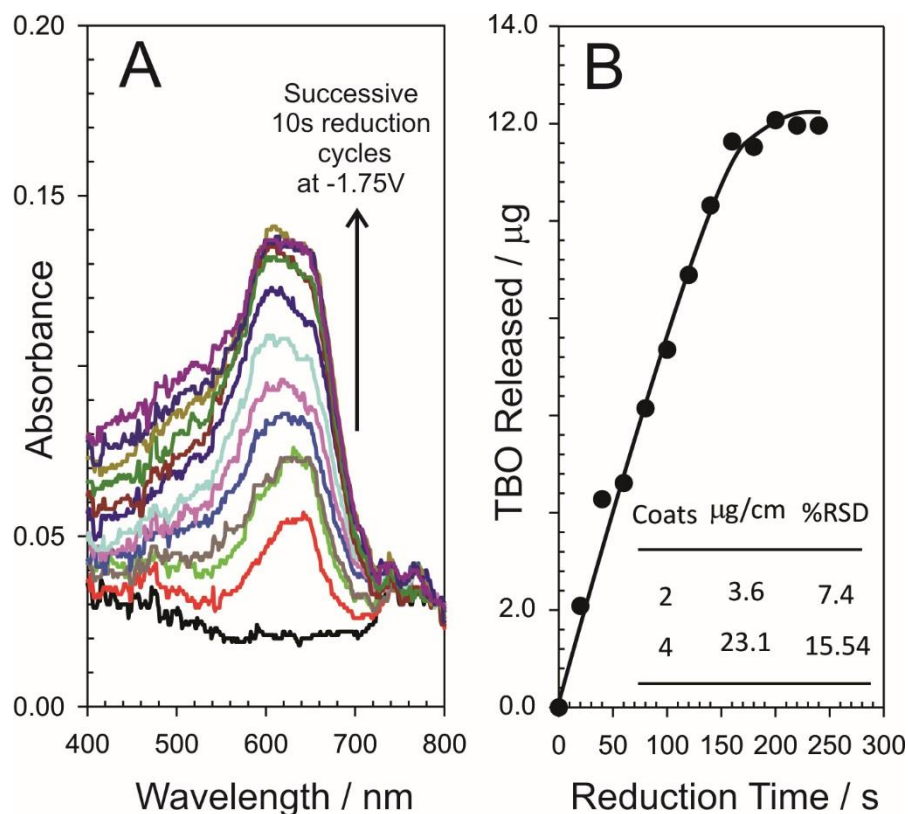 A
Successive
10s reduction
cycles
at -1.75V
0.20
0.15
0.10
0.05
0.00
Absorbance
400 500 600 700 800
Wavelength / nm
B
14.0
12.0
2.0
0.0
TBO Released / µg
Coats µg/cm %RSD
2 3.6 7.4
4 23.1 15.54
0 50 100 150 200 250 300
Reduction Time / s